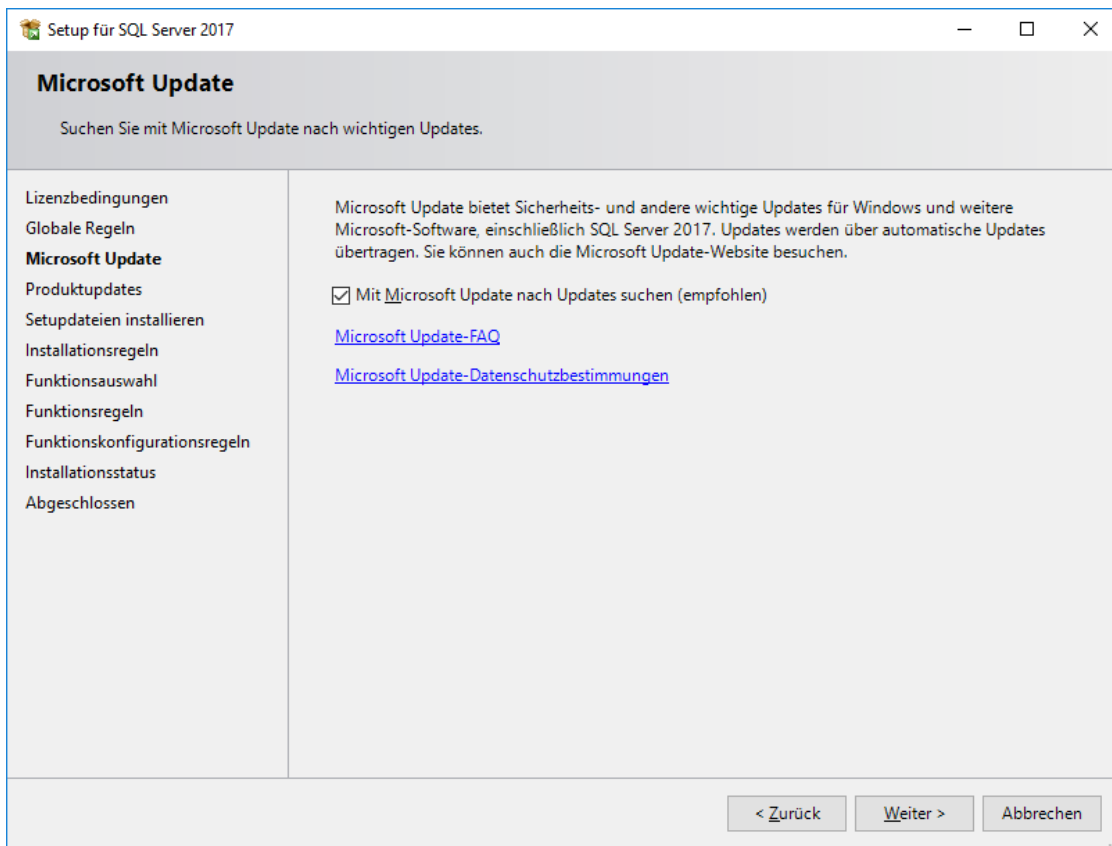 Setup für SQL Server 2017
Microsoft Update
Suchen Sie mit Microsoft Update nach wichtigen Updates.
Lizenzbedingungen
Globale Regeln
Microsoft Update
Produktupdates
Setupdateien installieren
Installationsregeln
Funktionsauswahl
Funktionsregeln
Funktionskonfigurationsregeln
Installationsstatus
Abgeschlossen
Microsoft Update bietet Sicherheits- und andere wichtige Updates für Windows und weitere
Microsoft-Software, einschließlich SQL Server 2017. Updates werden über automatische Updates
übertragen. Sie können auch die Microsoft Update-Website besuchen.
Mit Microsoft Update nach Updates suchen (empfohlen)
Microsoft Update-FAQ
Microsoft Update-Datenschutzbestimmungen
< Zurück
Weiter >
Abbrechen